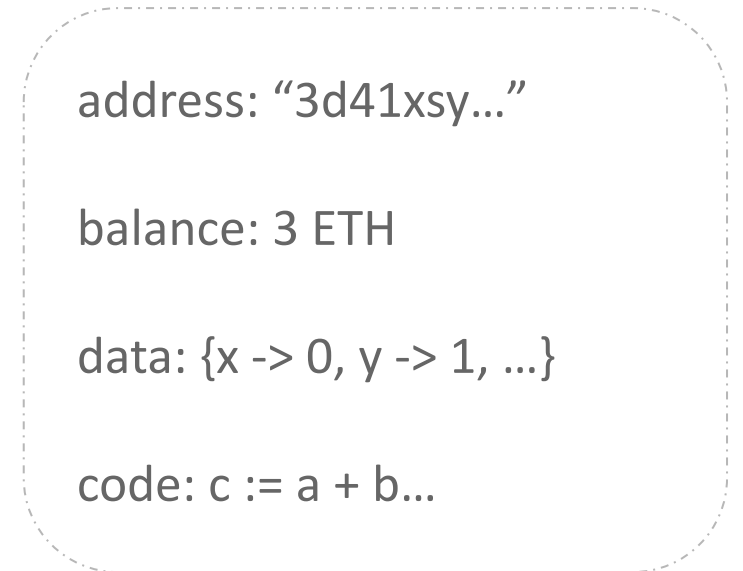 address: “3d41xsy…”
balance: 3 ETH
data: {x -> 0, y -> 1, …}
code: c := a + b…